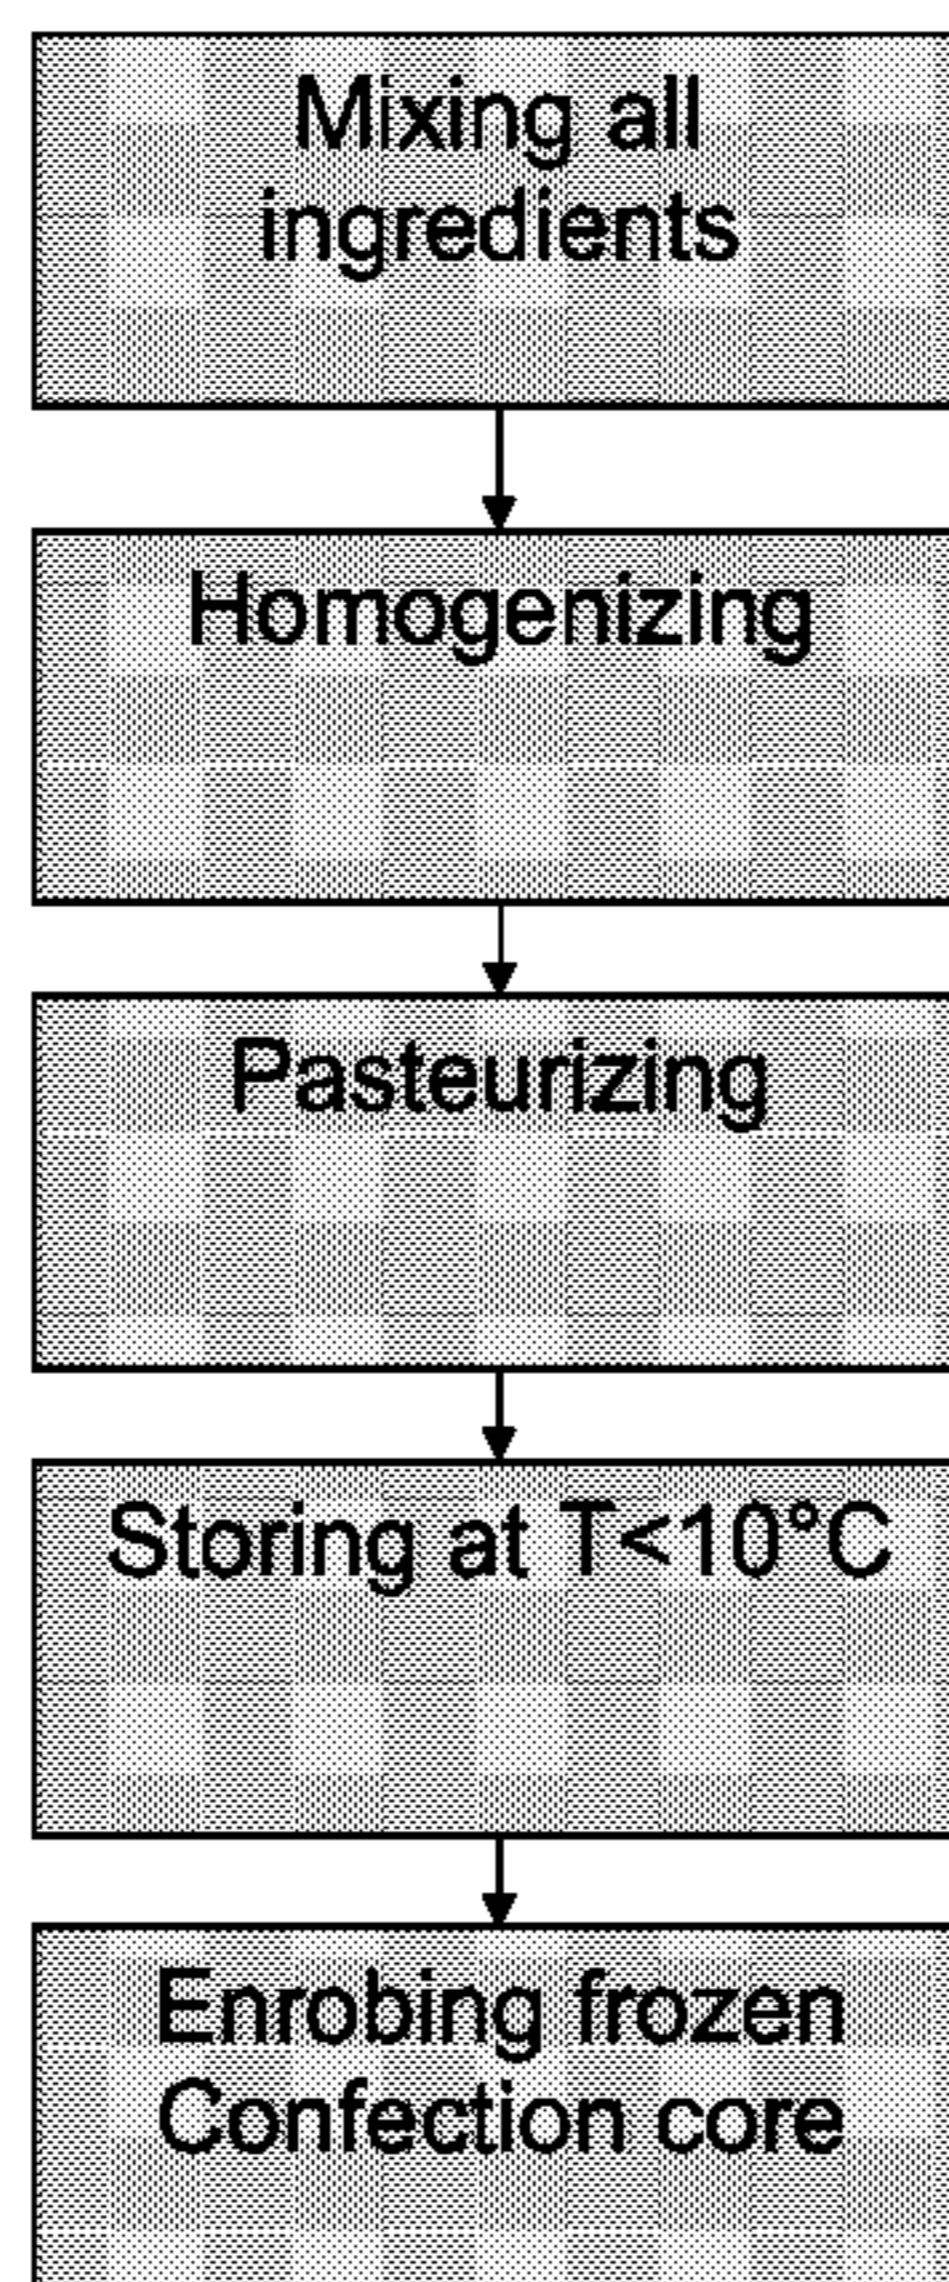 Mixing all
ingredients
Homogenizing
Pasteurizing
Storing at T<10°C
Enrobing frozen
Confection core